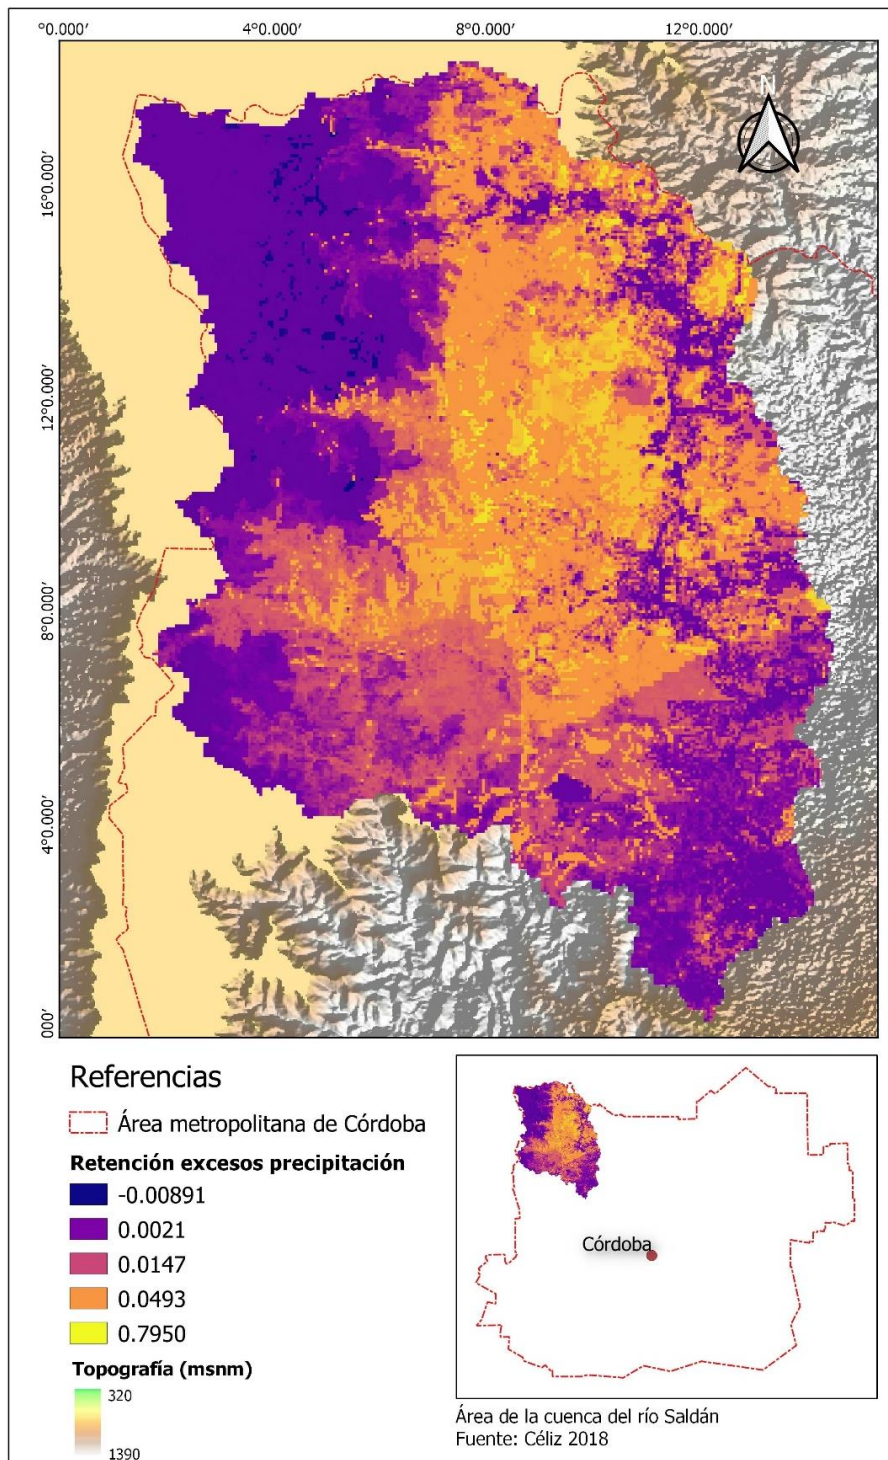 °0.000' 4°0.000' 8°0.000' 12°0.000'
N
16°0.000'
12°0.000'
8°0.000'
4°0.000'
000'
Referencias
Área metropolitana de Córdoba
Retención excesos precipitación
-0.00891
0.0021
0.0147
0.0493
0.7950
Topografía (msnm)
320
1390
Córdoba
Área de la cuenca del río Saldán
Fuente: Céliz 2018